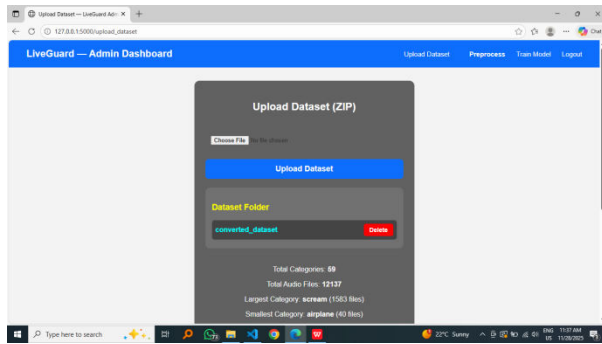 Upload Dataset — LiveGuard Adm
127.0.0.1:5000/upload_dataset
Chat
LiveGuard — Admin Dashboard
Upload Dataset Preprocess Train Model Logout
Upload Dataset (ZIP)
Choose File No file chosen
Upload Dataset
Dataset Folder
converted_dataset Delete
Total Categories: 59
Total Audio Files: 12137
Largest Category: scream (1583 files)
Smallest Category: airplane (40 files)
Type here to search
22°C Sunny
ENG 11:37 AM
US 11/28/2025